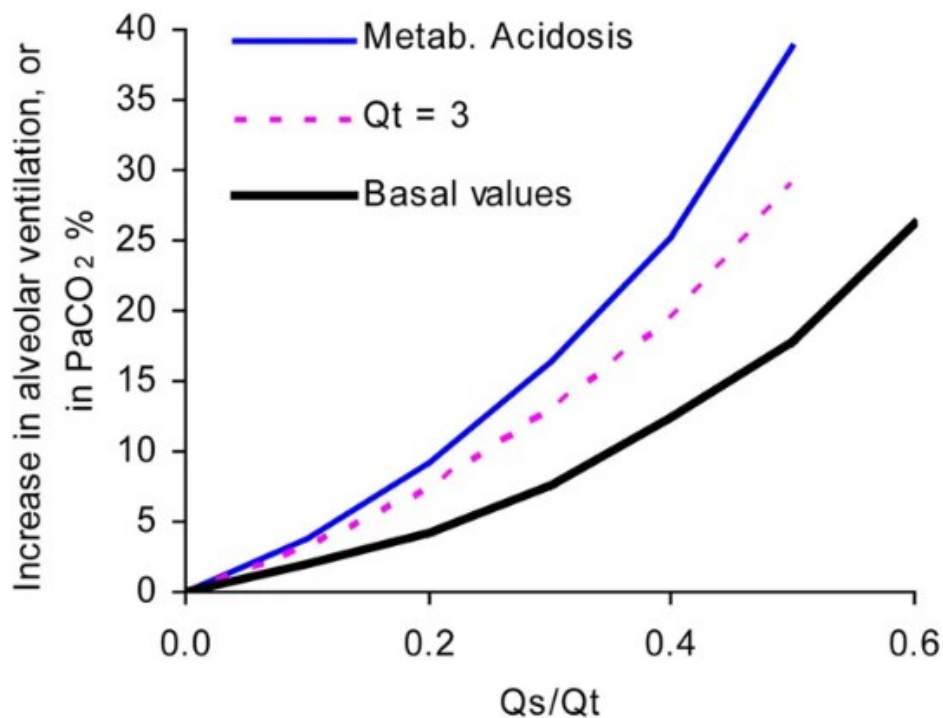 Increase in alveolar ventilation, or
in PaCO₂ %
40
35
30
25
20
15
10
5
0
Metab. Acidosis
Qt = 3
Basal values
0.0 0.2 0.4 0.6
Qs/Qt